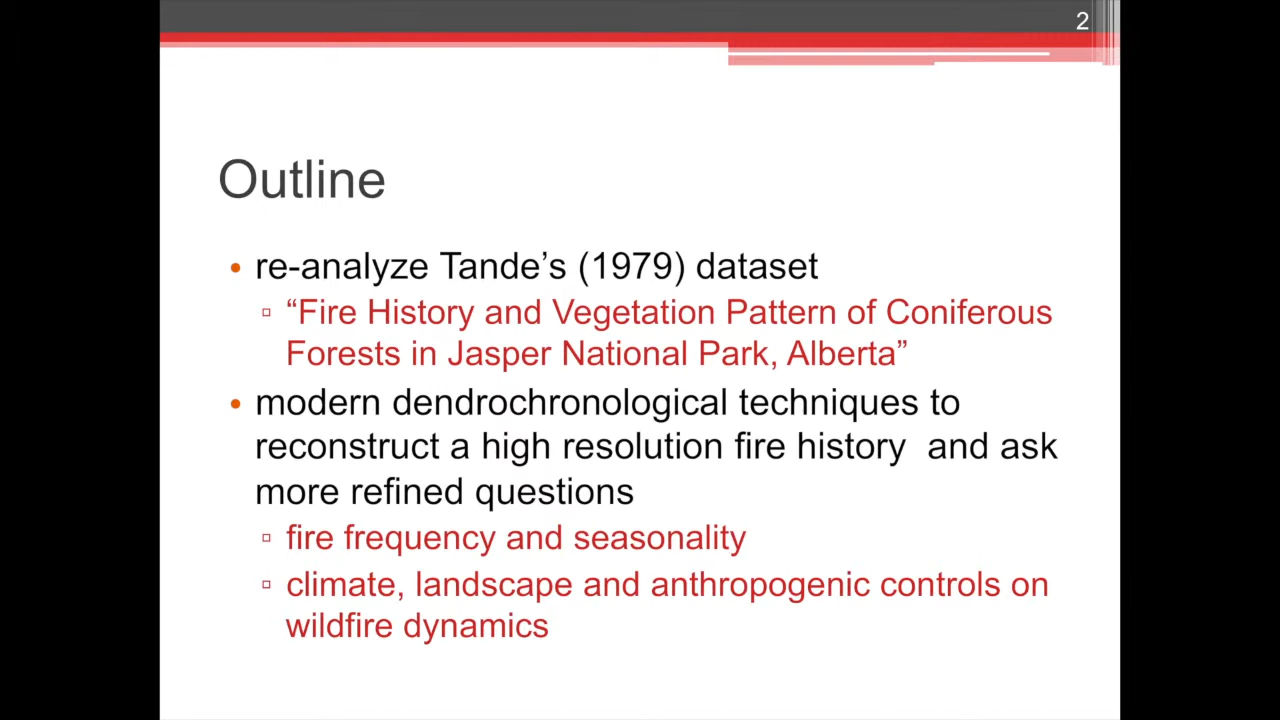 2
Outline
• re-analyze Tande’s (1979) dataset
▫ “Fire History and Vegetation Pattern of Coniferous
Forests in Jasper National Park, Alberta”
• modern dendrochronological techniques to
reconstruct a high resolution fire history  and ask
more refined questions
▫ fire frequency and seasonality
▫ climate, landscape and anthropogenic controls on
wildfire dynamics